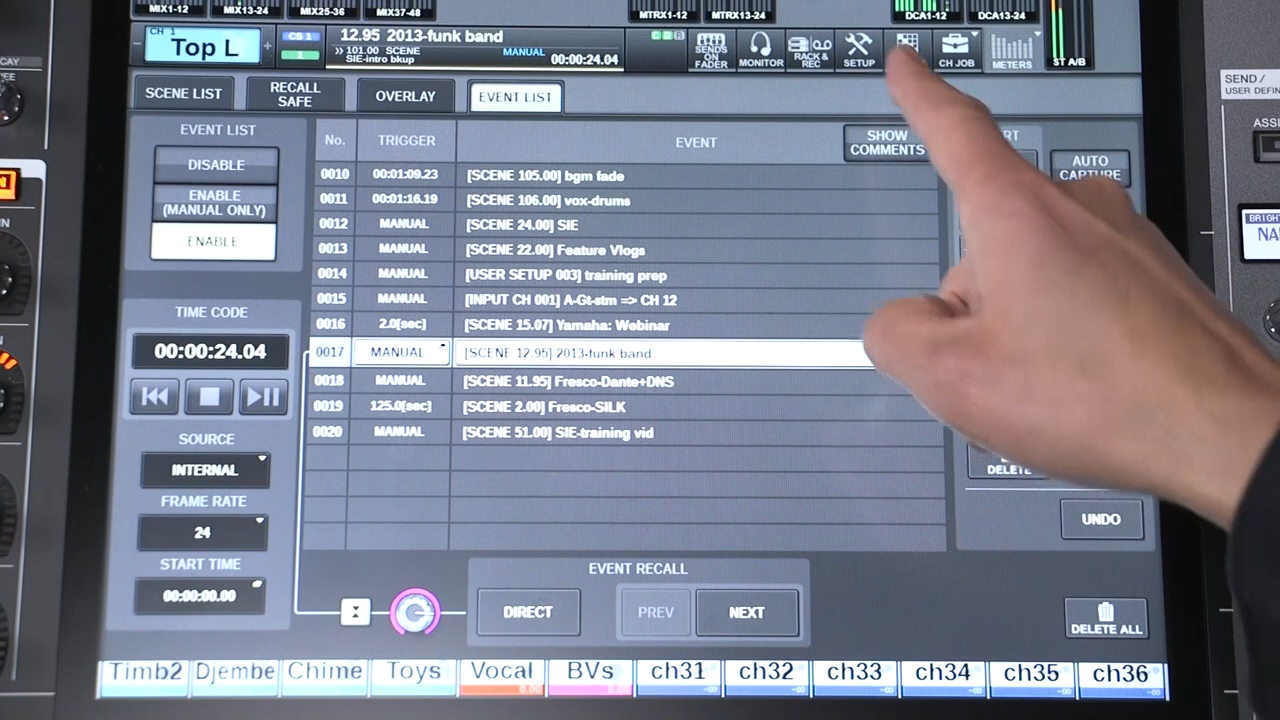 MIX1-12 MIX13-24 MIX25-36 MIX37-48 MTRX1-12 MTRX13-24 DCA1-12 DCA13-24
CH 1
Top L
CS 1
1
12.95 2013-funk band
101.00 SCENE
MANUAL
SIE-intro bkup
00:00:24.04
C D R
SENDS ON FADER
MONITOR
RACK & REC
SETUP
CH JOB
METERS
ST A/B
SCENE LIST
RECALL SAFE
OVERLAY
EVENT LIST
EVENT LIST
DISABLE
ENABLE
(MANUAL ONLY)
ENABLE
TIME CODE
00:00:24.04
SOURCE
INTERNAL
FRAME RATE
24
START TIME
00:00:00.00
No. TRIGGER EVENT
SHOW COMMENTS
0010 00:01:09.23 [SCENE 105.00] bgm fade
0011 00:01:16.19 [SCENE 106.00] vox-drums
0012 MANUAL [SCENE 24.00] SIE
0013 MANUAL [SCENE 22.00] Feature Vlogs
0014 MANUAL [USER SETUP 003] training prep
0015 MANUAL [INPUT CH 001] A-Gt-stm => CH 12
0016 2.0[sec] [SCENE 15.07] Yamaha: Webinar
0017 MANUAL [SCENE 12.95] 2013-funk band
0018 MANUAL [SCENE 11.95] Fresco-Dante+DNS
0019 125.0[sec] [SCENE 2.00] Fresco-SILK
0020 MANUAL [SCENE 51.00] SIE-training vid
AUTO CAPTURE
DELETE
UNDO
EVENT RECALL
DIRECT
PREV
NEXT
DELETE ALL
Timb2 Djembe Chime Toys Vocal BVs ch31 ch32 ch33 ch34 ch35 ch36
SEND /